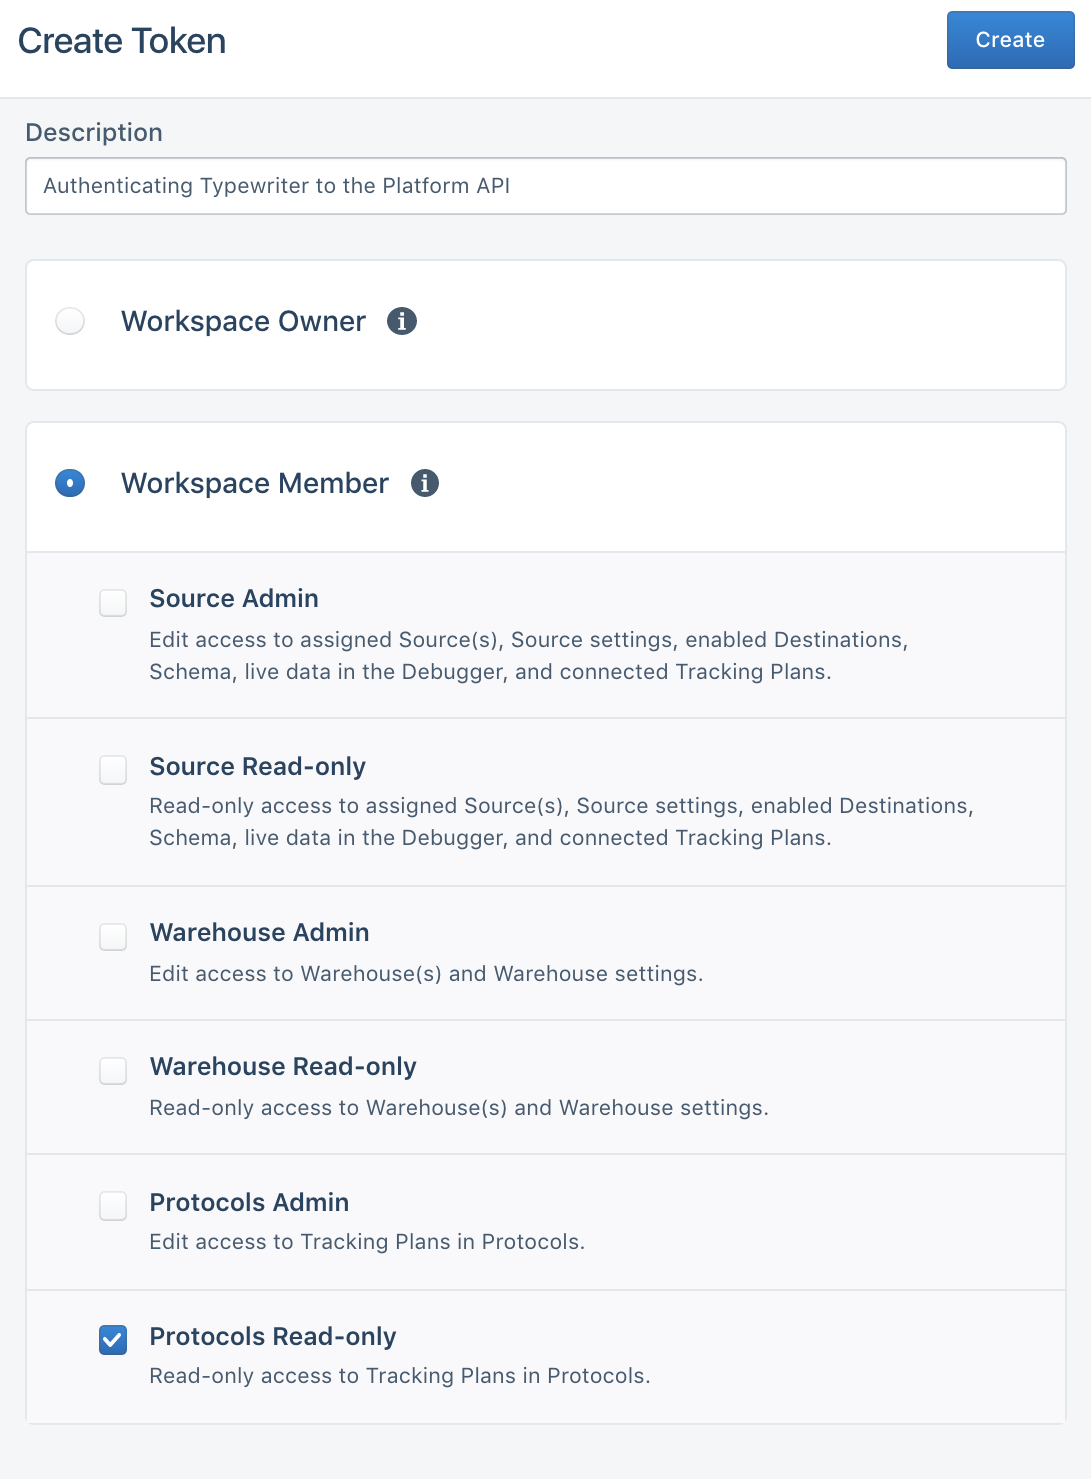 Create Token
Create
Description
Authenticating Typewriter to the Platform API
Workspace Owner
Workspace Member
Source Admin
Edit access to assigned Source(s), Source settings, enabled Destinations,
Schema, live data in the Debugger, and connected Tracking Plans.
Source Read-only
Read-only access to assigned Source(s), Source settings, enabled Destinations,
Schema, live data in the Debugger, and connected Tracking Plans.
Warehouse Admin
Edit access to Warehouse(s) and Warehouse settings.
Warehouse Read-only
Read-only access to Warehouse(s) and Warehouse settings.
Protocols Admin
Edit access to Tracking Plans in Protocols.
Protocols Read-only
Read-only access to Tracking Plans in Protocols.